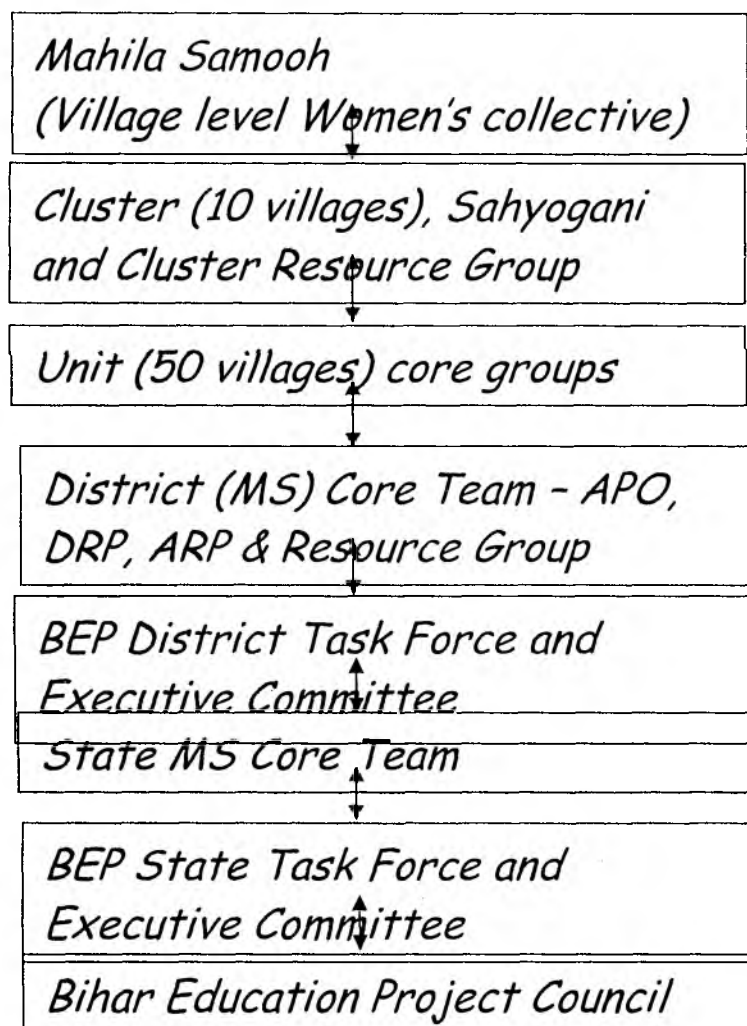 Mahila Samooh
(Village level Women's collective)
Cluster (10 villages), Sahyogani
and Cluster Resource Group
Unit (50 villages) core groups
District (MS) Core Team - APO,
DRP, ARP & Resource Group
BEP District Task Force and
Executive Committee
State MS Core Team
BEP State Task Force and
Executive Committee
Bihar Education Project Council